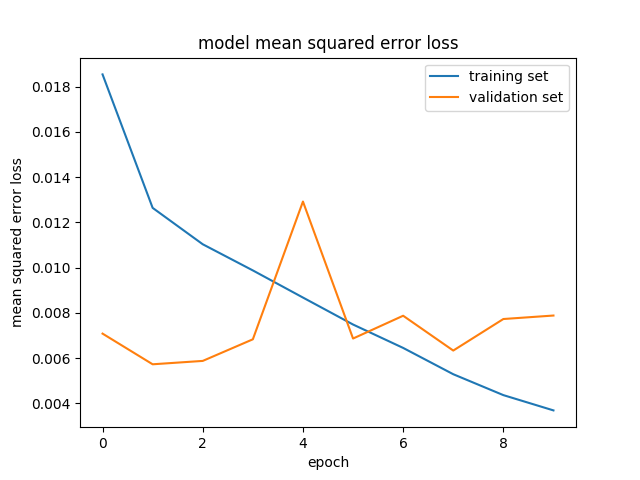 model mean squared error loss
training set
validation set
0.018
0.016
0.014
0.012
0.010
0.008
0.006
0.004
mean squared error loss
0 2 4 6 8
epoch